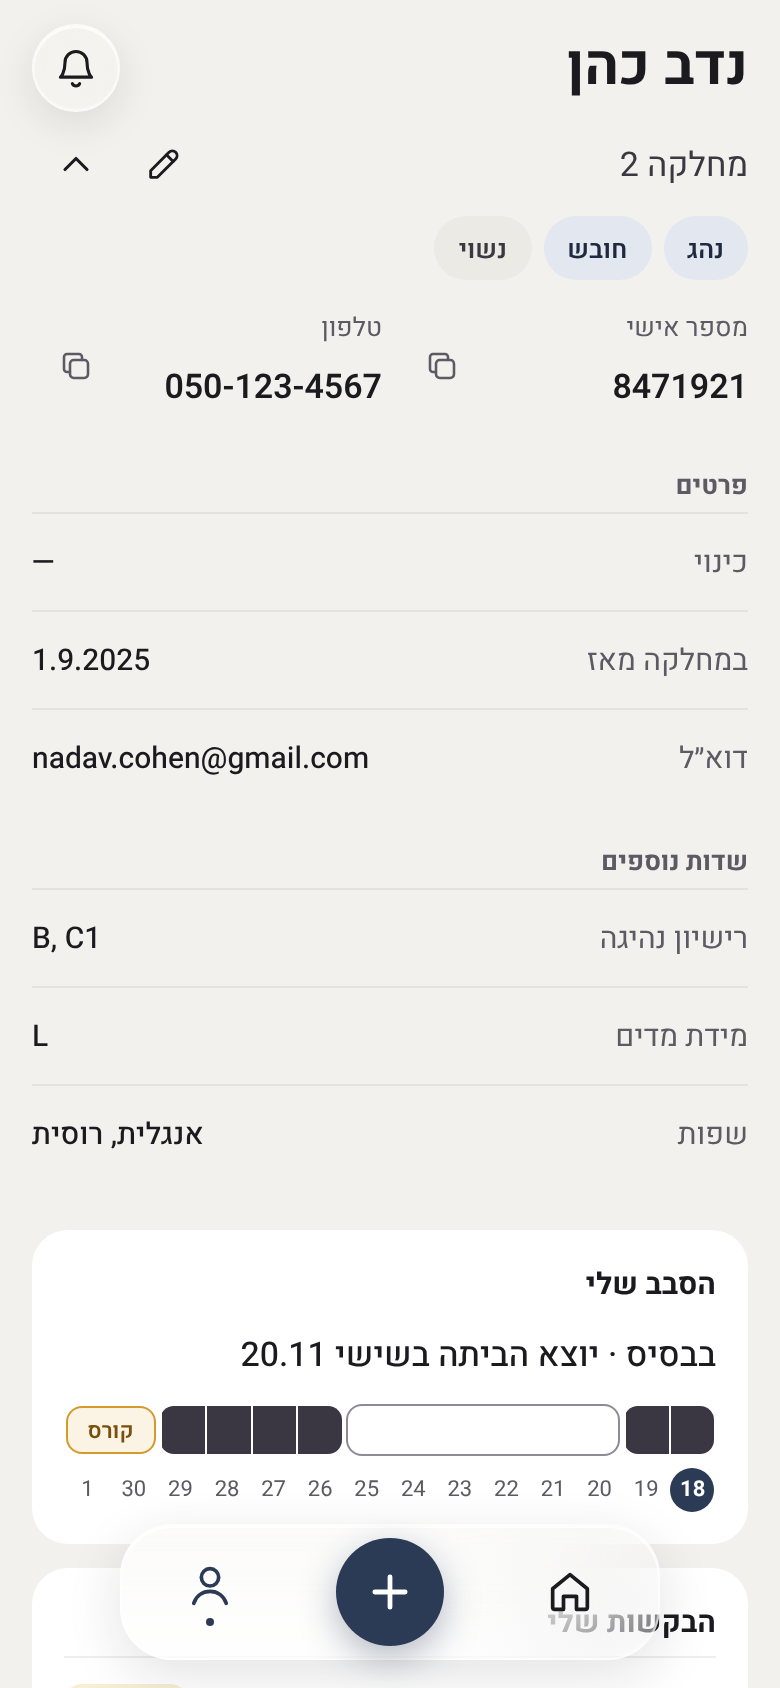 נדב כהן
מחלקה 2
נהג
חובש
נשוי
מספר אישי
8471921
טלפון
050-123-4567
פרטים
כינוי
—
במחלקה מאז
1.9.2025
דוא״ל
nadav.cohen@gmail.com
שדות נוספים
רישיון נהיגה
B, C1
מידת מדים
L
שפות
אנגלית, רוסית
הסבב שלי
בבסיס · יוצא הביתה בשישי 20.11
קורס
18 19 20 21 22 23 24 25 26 27 28 29 30 1
הבקשות שלי